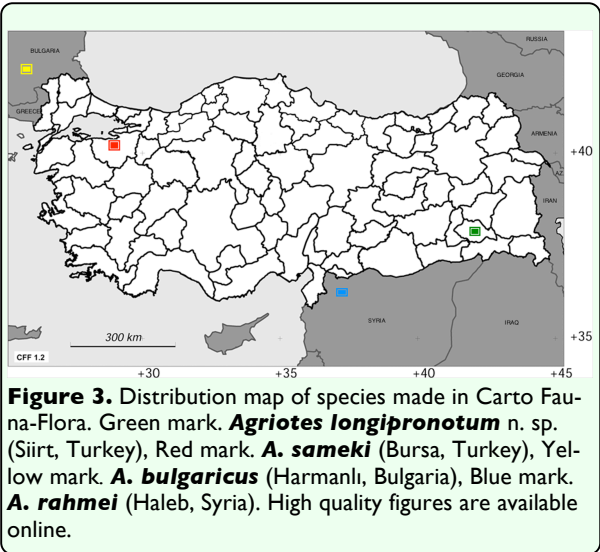 RUSSIA
BULGARIA
GEORGIA
GREECE
ARMENIA
+40
AZ
IRAN
300 km
SYRIA
IRAQ
+35
CFF 1.2
+30 +35 +40 +45
Figure 3. Distribution map of species made in Carto Fau-
na-Flora. Green mark. Agriotes longipronotum n. sp.
(Siirt, Turkey), Red mark. A. sameki (Bursa, Turkey), Yel-
low mark. A. bulgaricus (Harmanlı, Bulgaria), Blue mark.
A. rahmei (Haleb, Syria). High quality figures are available
online.